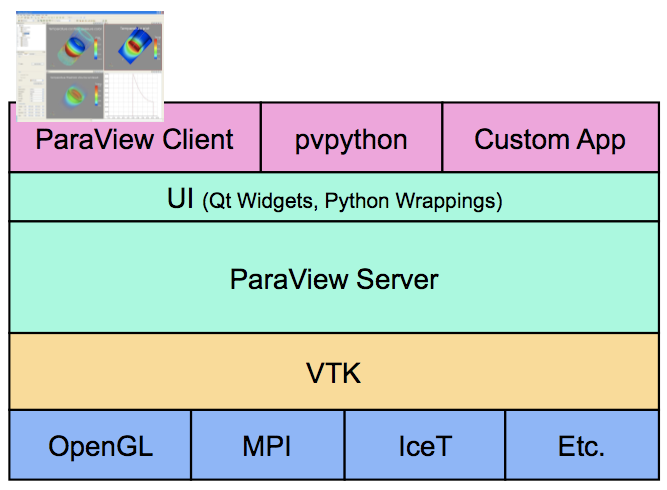 ParaView Client
pvpython
Custom App
UI (Qt Widgets, Python Wrappings)
ParaView Server
VTK
OpenGL
MPI
IceT
Etc.